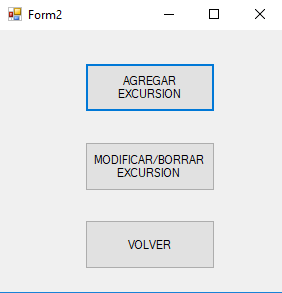 Form2
AGREGAR
EXCURSION
MODIFICAR/BORRAR
EXCURSION
VOLVER